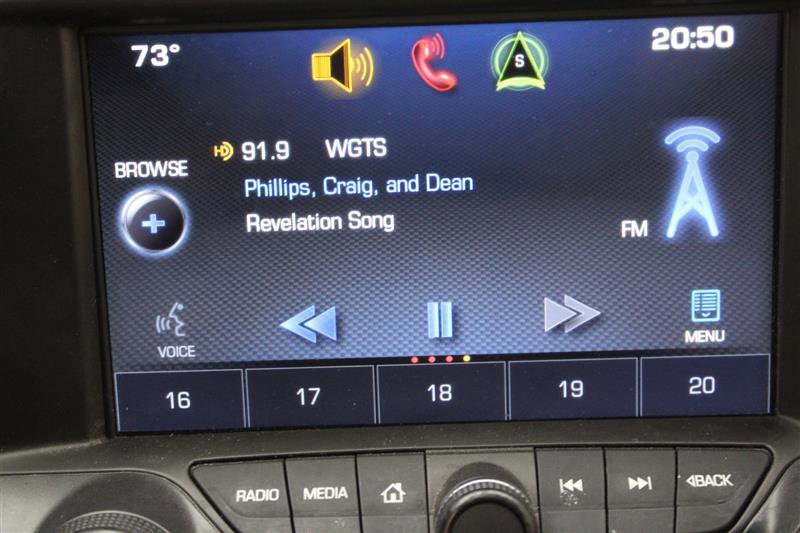 73° 20:50
S
HD 91.9 WGTS
BROWSE
Phillips, Craig, and Dean
Revelation Song
FM
VOICE
MENU
16 17 18 19 20
RADIO MEDIA BACK